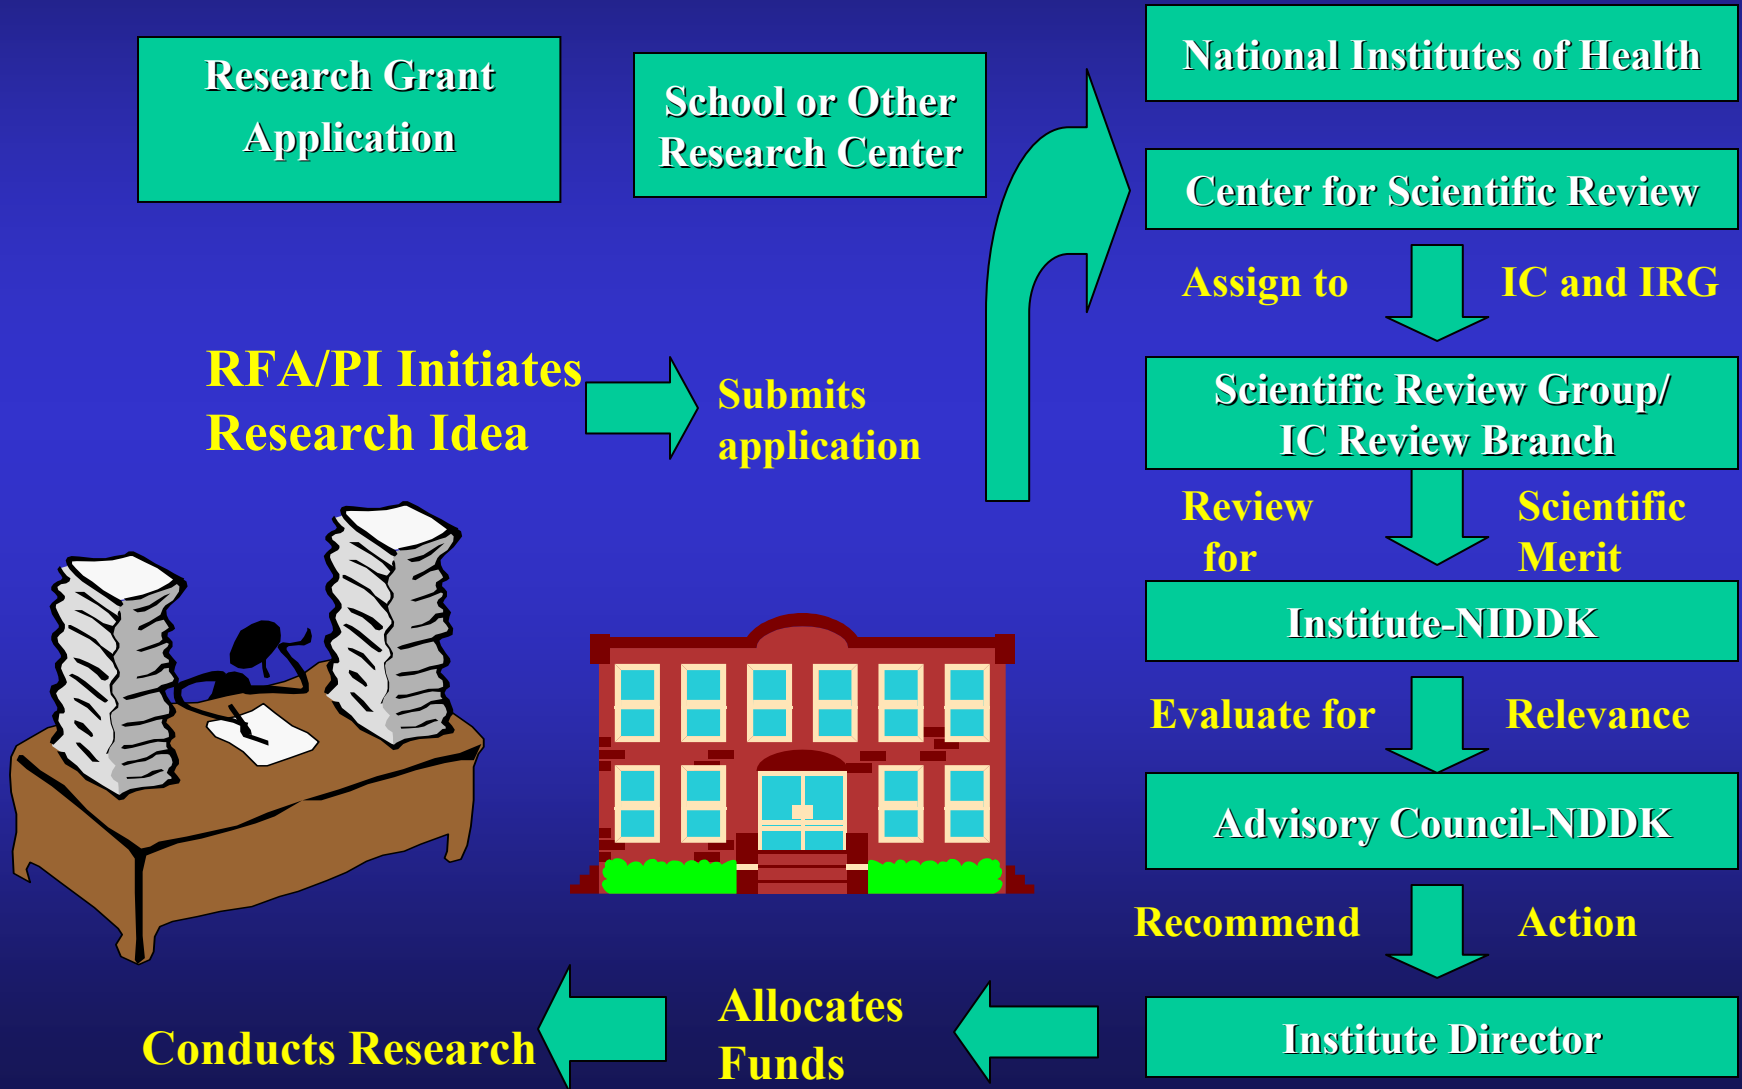 Research Grant
Application
School or Other
Research Center
National Institutes of Health
Center for Scientific Review
Assign to IC and IRG
RFA/PI Initiates
Research Idea
Submits
application
Scientific Review Group/
IC Review Branch
Review Scientific
for Merit
Institute-NIDDK
Evaluate for Relevance
Advisory Council-NDDK
Recommend Action
Institute Director
Allocates
Funds
Conducts Research